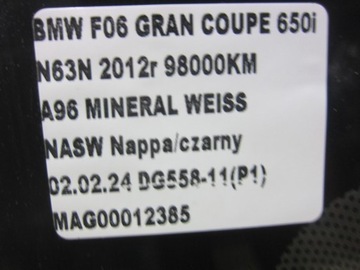 BMW F06 GRAN COUPE 650i
N63N 2012r 98000KM
A96 MINERAL WEISS
NASW Nappa/czarny
02.02.24 DG558-11(P1)
MAG00012385